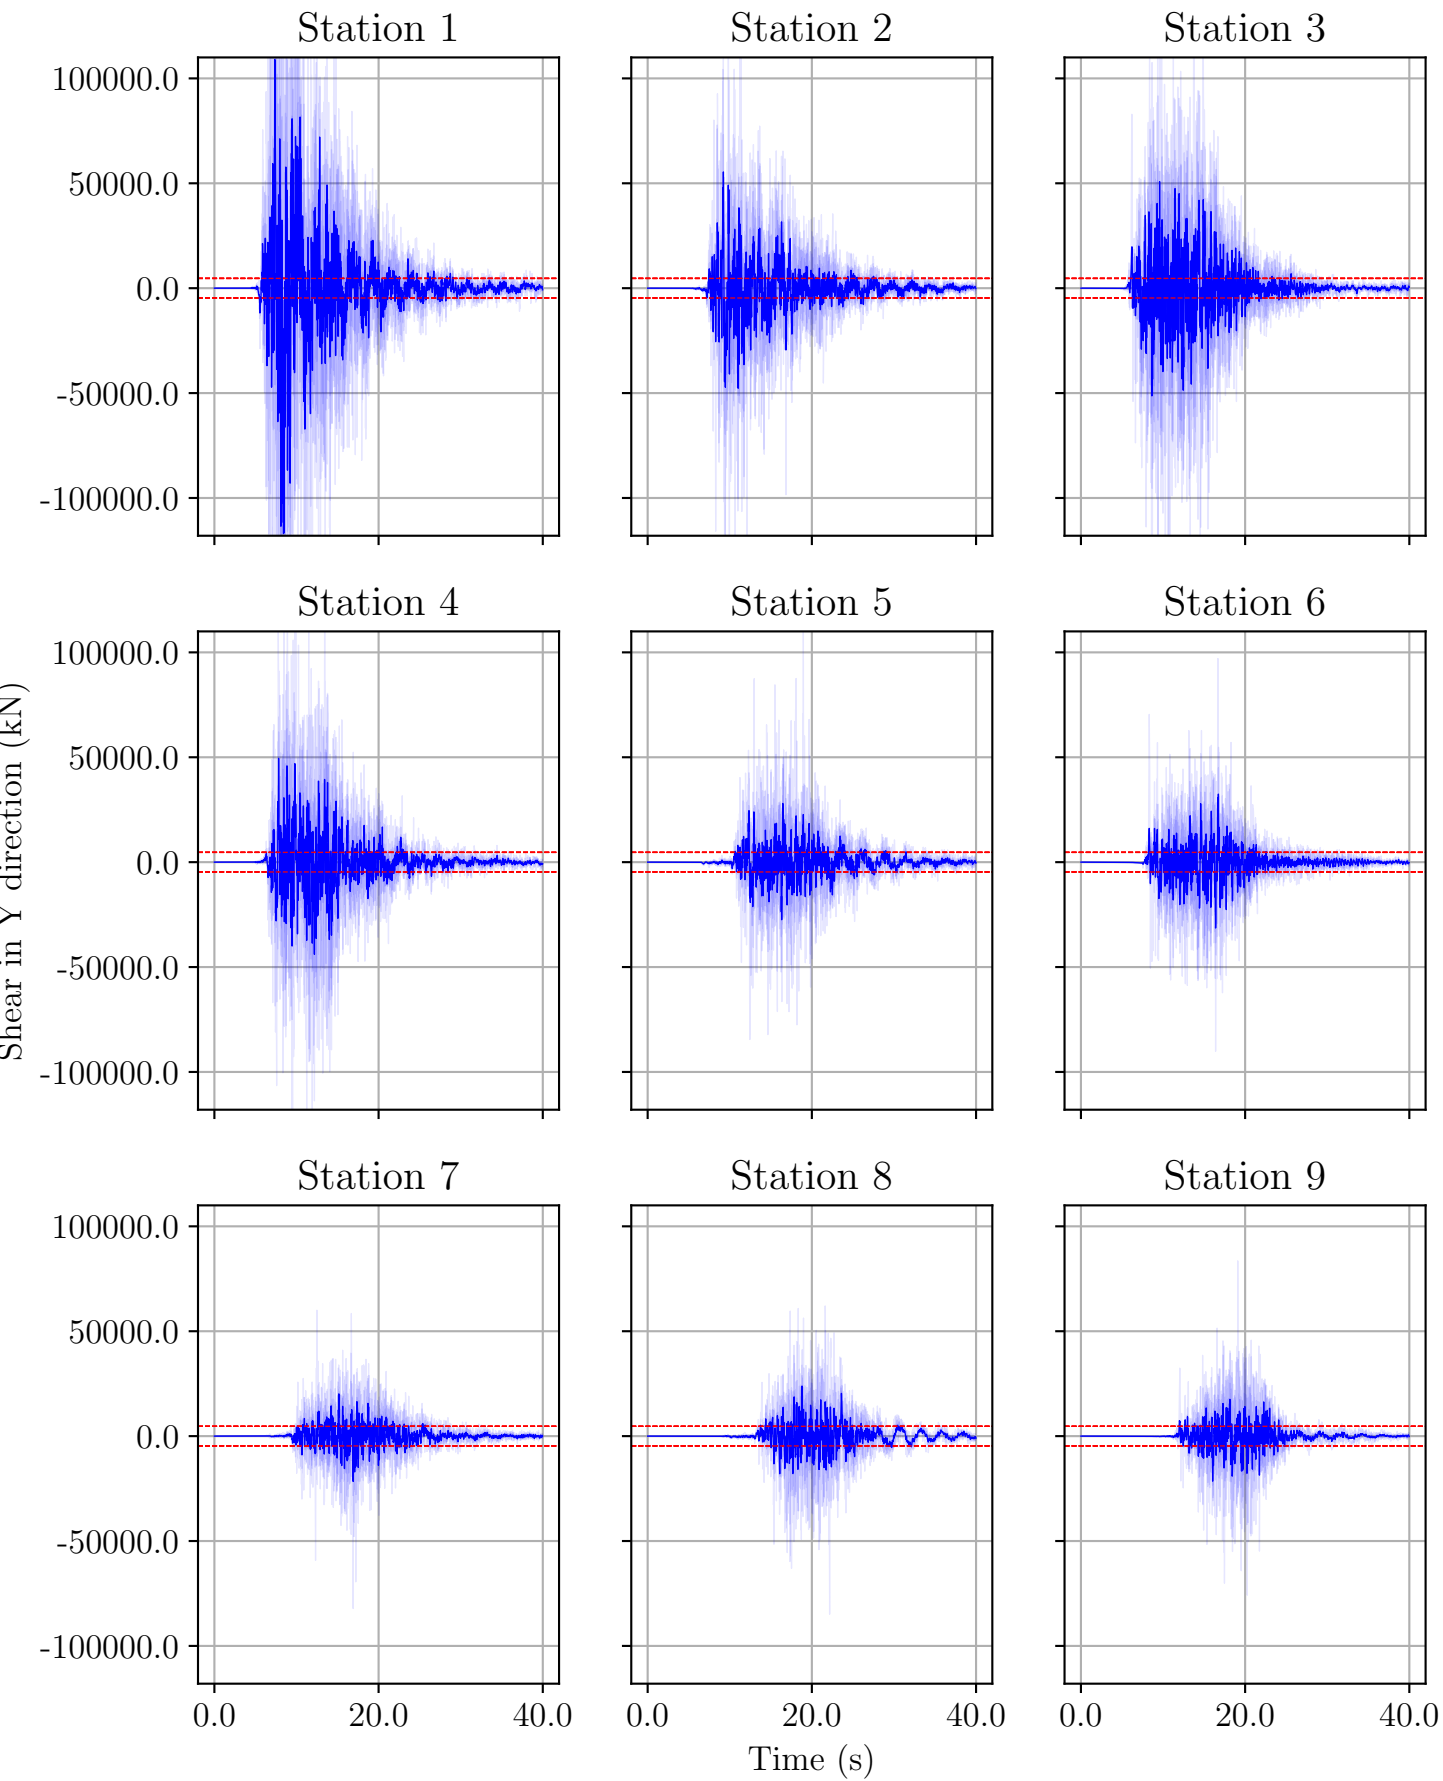 Station 1
Station 2
Station 3
100000.0
50000.0
0.0
-50000.0
-100000.0
Station 4
Station 5
Station 6
100000.0
50000.0
0.0
-50000.0
-100000.0
Shear in Y direction (kN)
Station 7
Station 8
Station 9
100000.0
50000.0
0.0
-50000.0
-100000.0
0.0 20.0 40.0
0.0 20.0 40.0
0.0 20.0 40.0
Time (s)